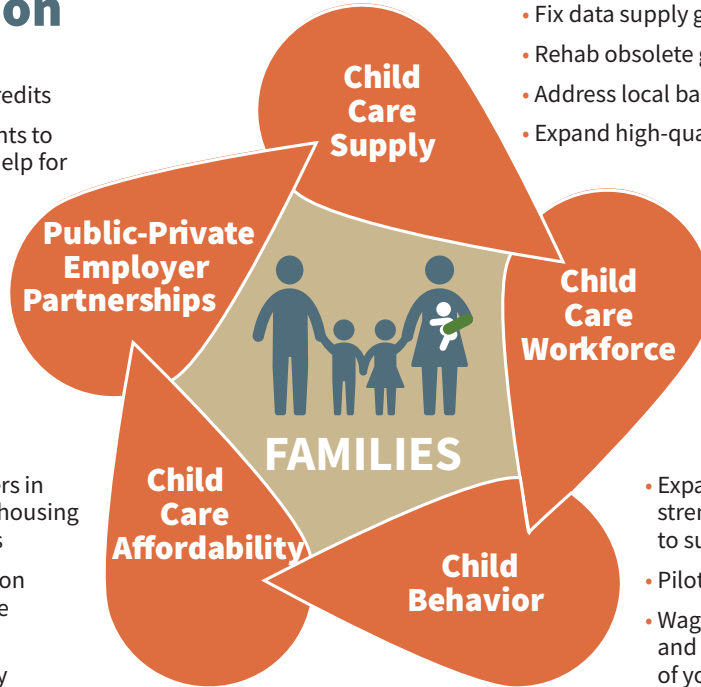 on
redits
nts to
elp for
• Fix data supply g
• Rehab obsolete g
• Address local ba
• Expand high-qua
Child
Care
Supply
Public-Private
Employer
Partnerships
Child
Care
Workforce
FAMILIES
Child
Care
Affordability
Child
Behavior
ers in
housing
s
on
e
y
• Expa
stren
to su
• Pilot
• Wag
and
of yo